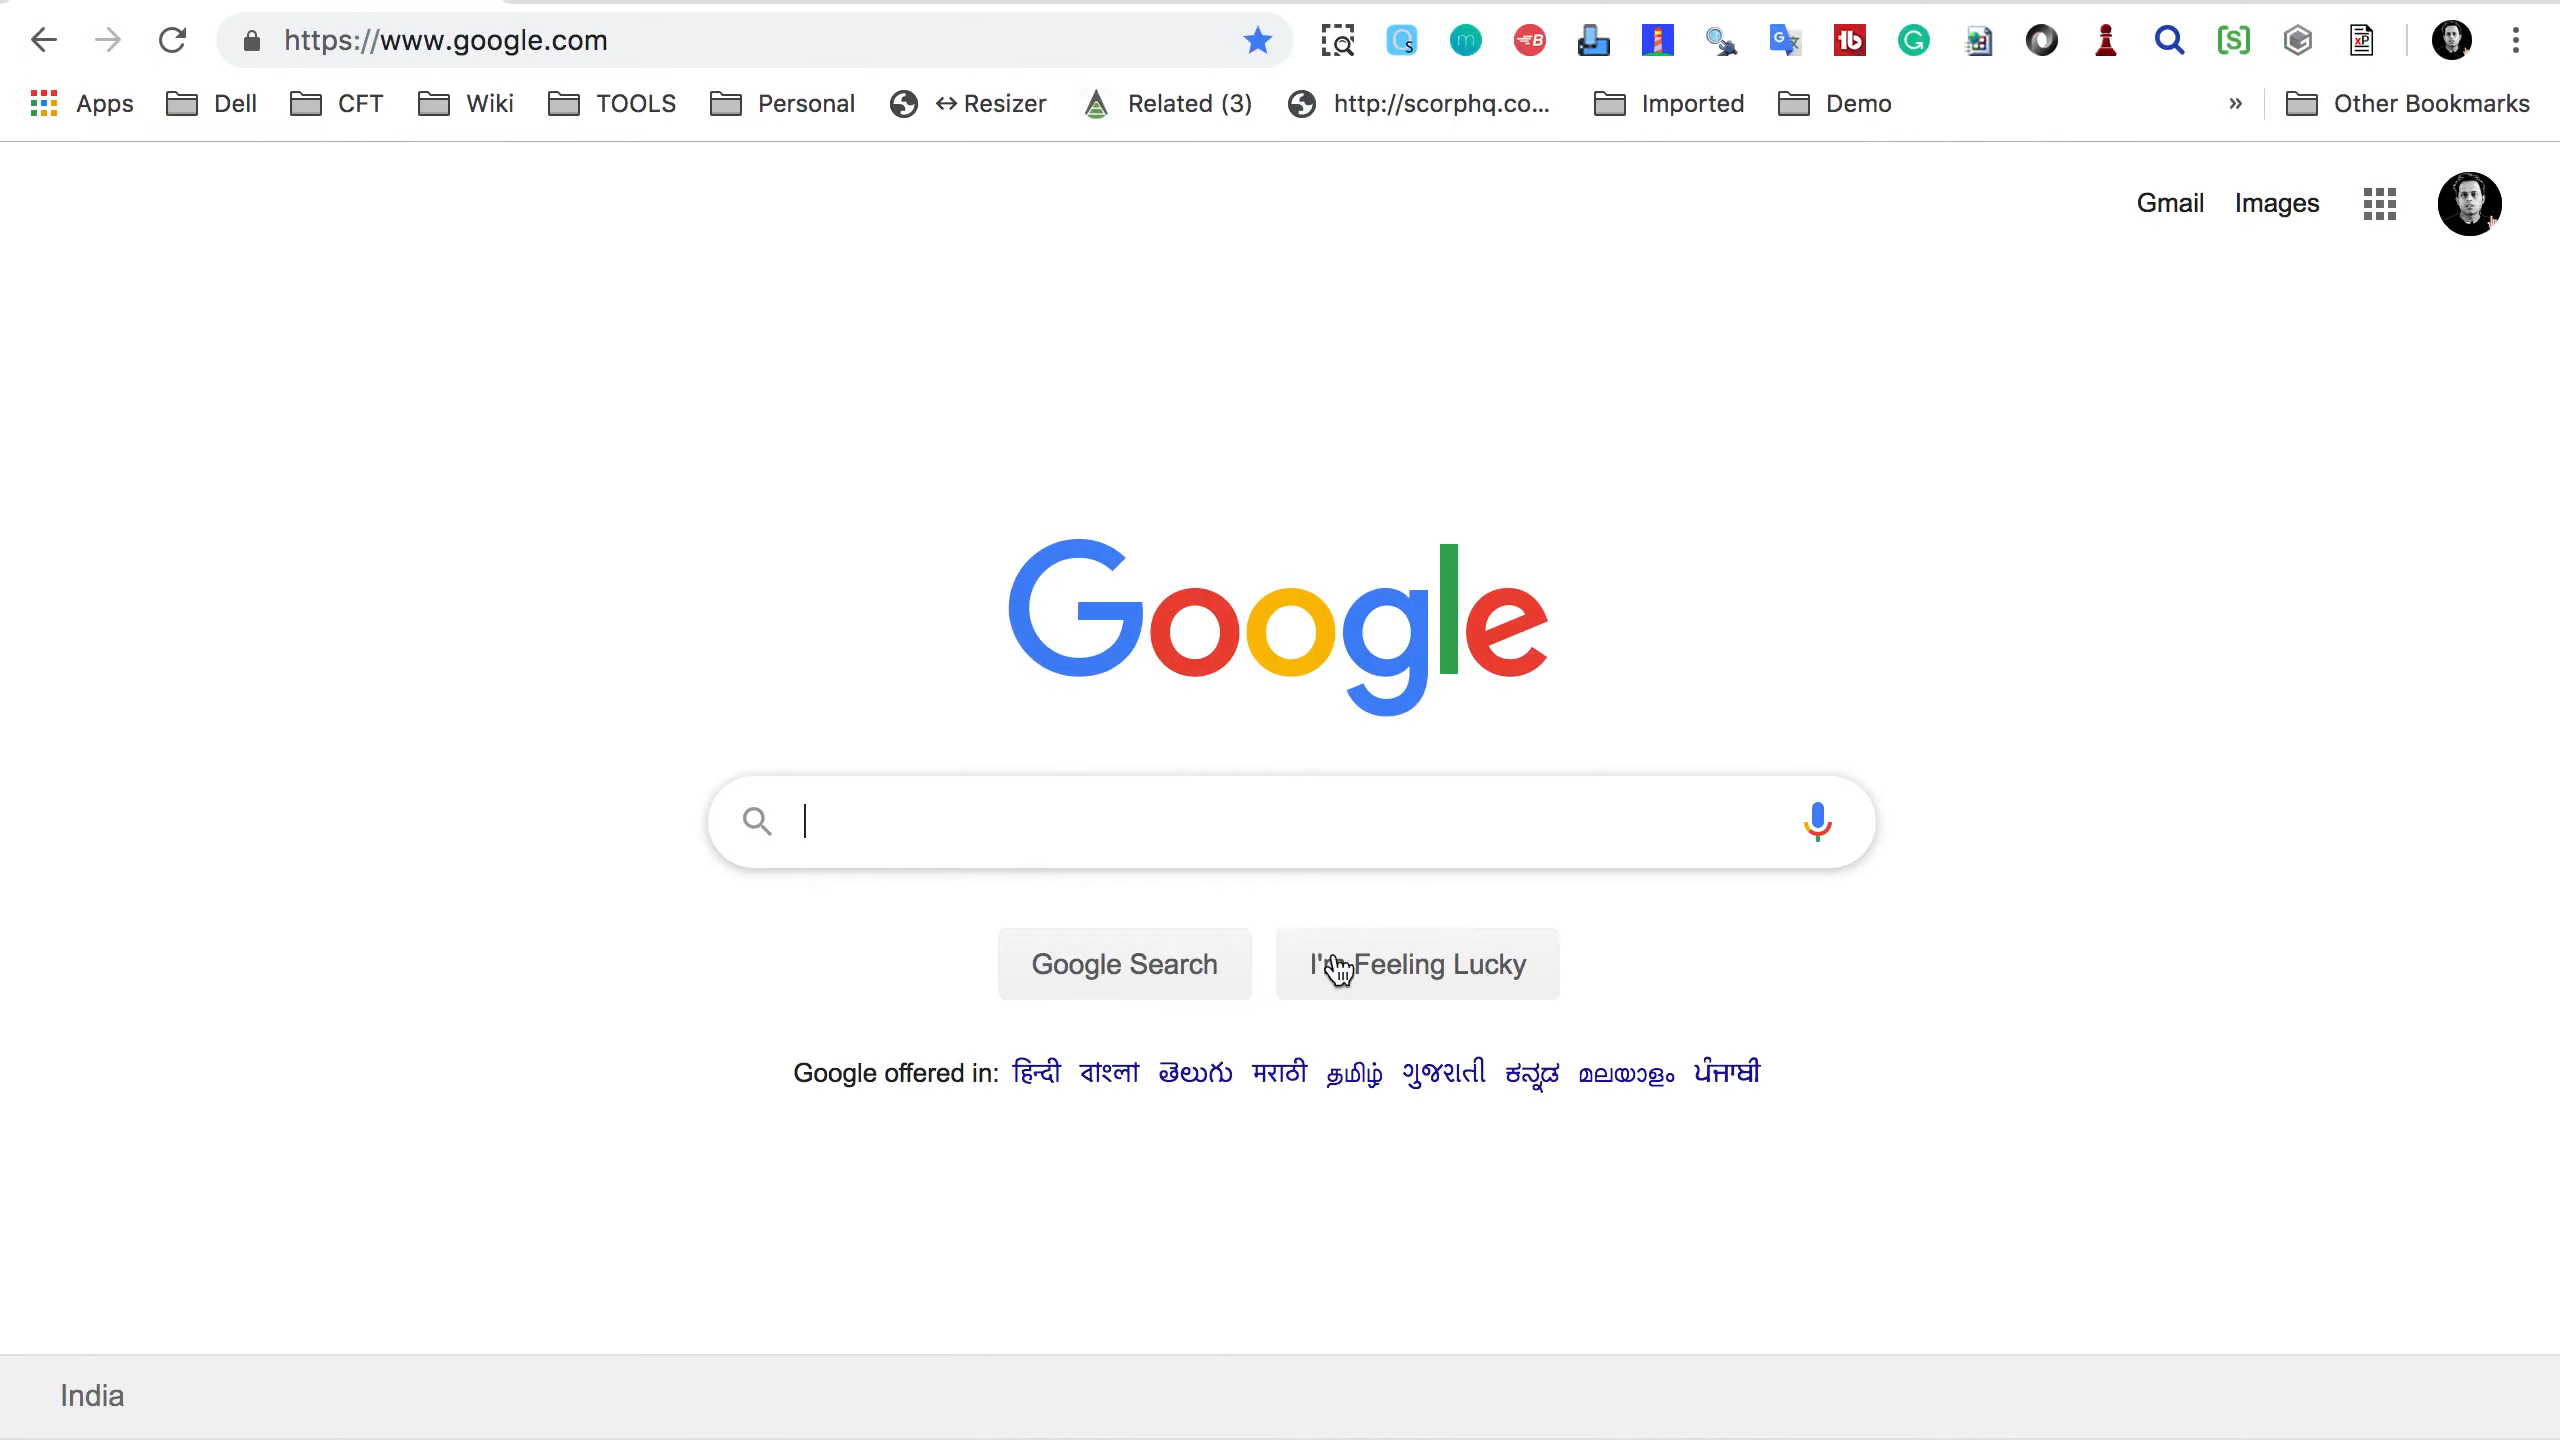 https://www.google.com
Apps Dell CFT Wiki TOOLS Personal ↔ Resizer Related (3) http://scorphq.co... Imported Demo » Other Bookmarks
Gmail Images
Google
Google Search I'm Feeling Lucky
Google offered in: हिन्दी বাংলা తెలుగు मराठी தமிழ் ગુજરાતી ಕನ್ನಡ മലയാളം ਪੰਜਾਬੀ
India